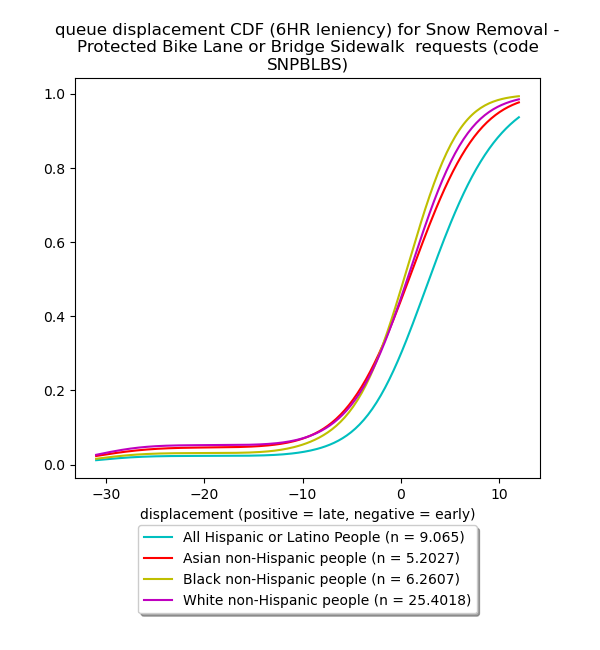 queue displacement CDF (6HR leniency) for Snow Removal -
Protected Bike Lane or Bridge Sidewalk  requests (code
SNPBLBS)
1.0
0.8
0.6
0.4
0.2
0.0
−30
−20
−10
0
10
displacement (positive = late, negative = early)
All Hispanic or Latino People (n = 9.065)
Asian non-Hispanic people (n = 5.2027)
Black non-Hispanic people (n = 6.2607)
White non-Hispanic people (n = 25.4018)